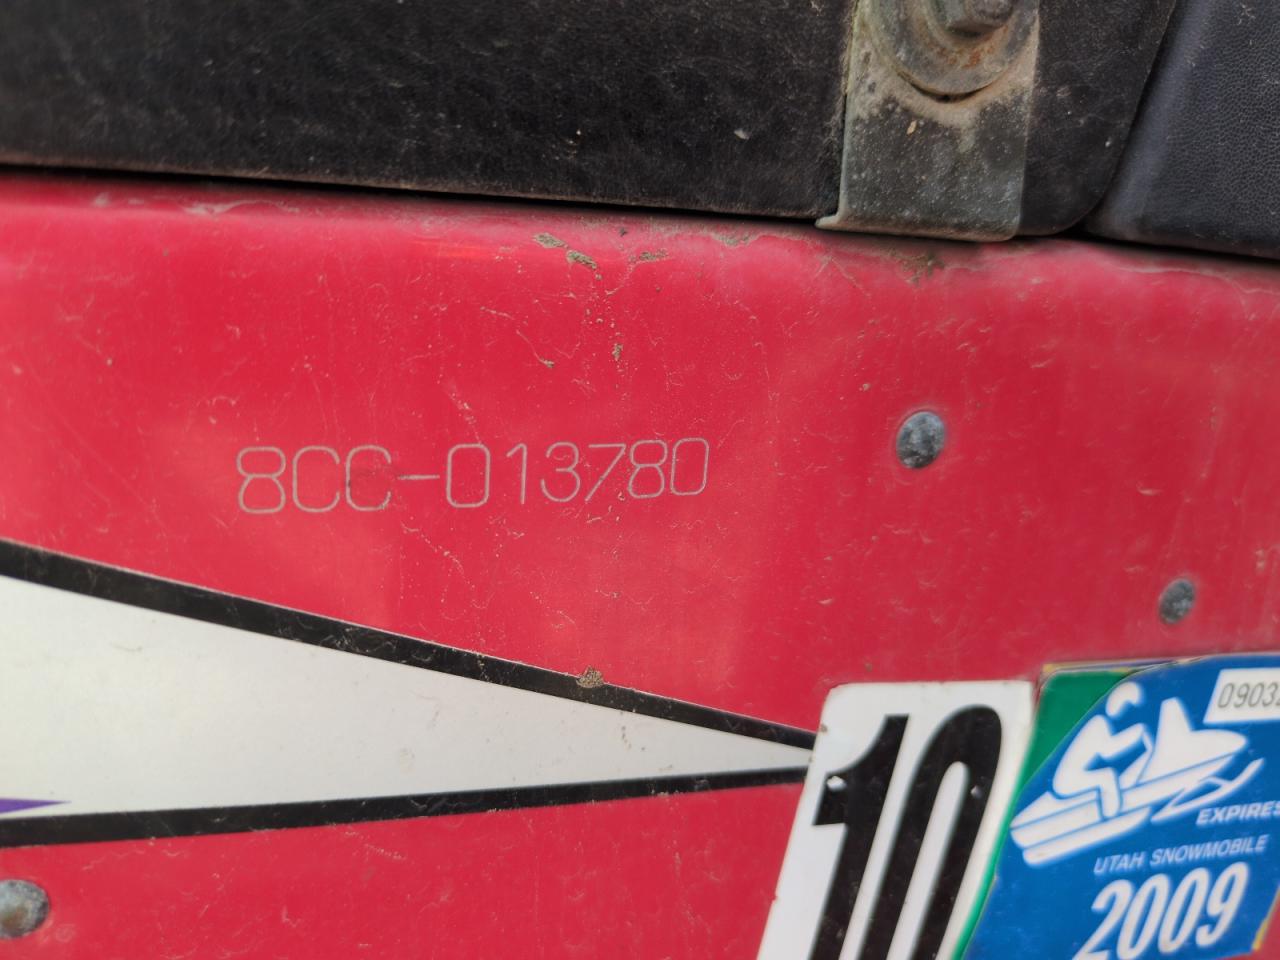 8CC-013780
10
0903
EXPIRES
UTAH SNOWMOBILE
2009